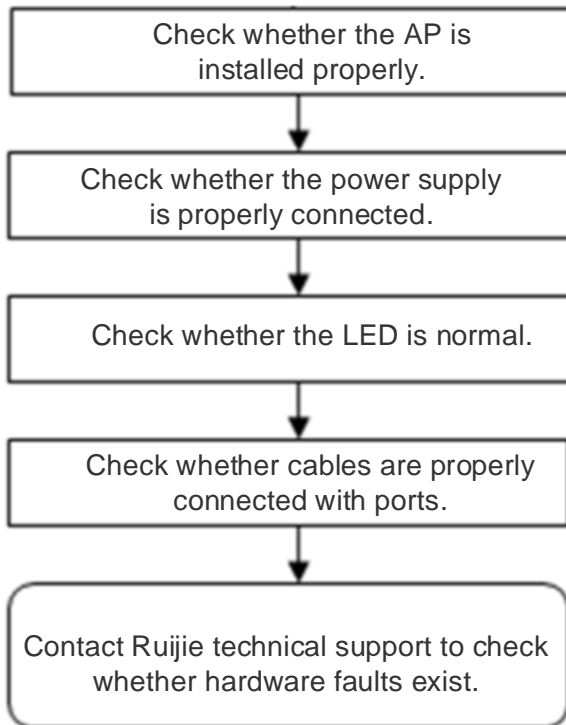 Check whether the AP is
installed properly.
Check whether the power supply
is properly connected.
Check whether the LED is normal.
Check whether cables are properly
connected with ports.
Contact Ruijie technical support to check
whether hardware faults exist.